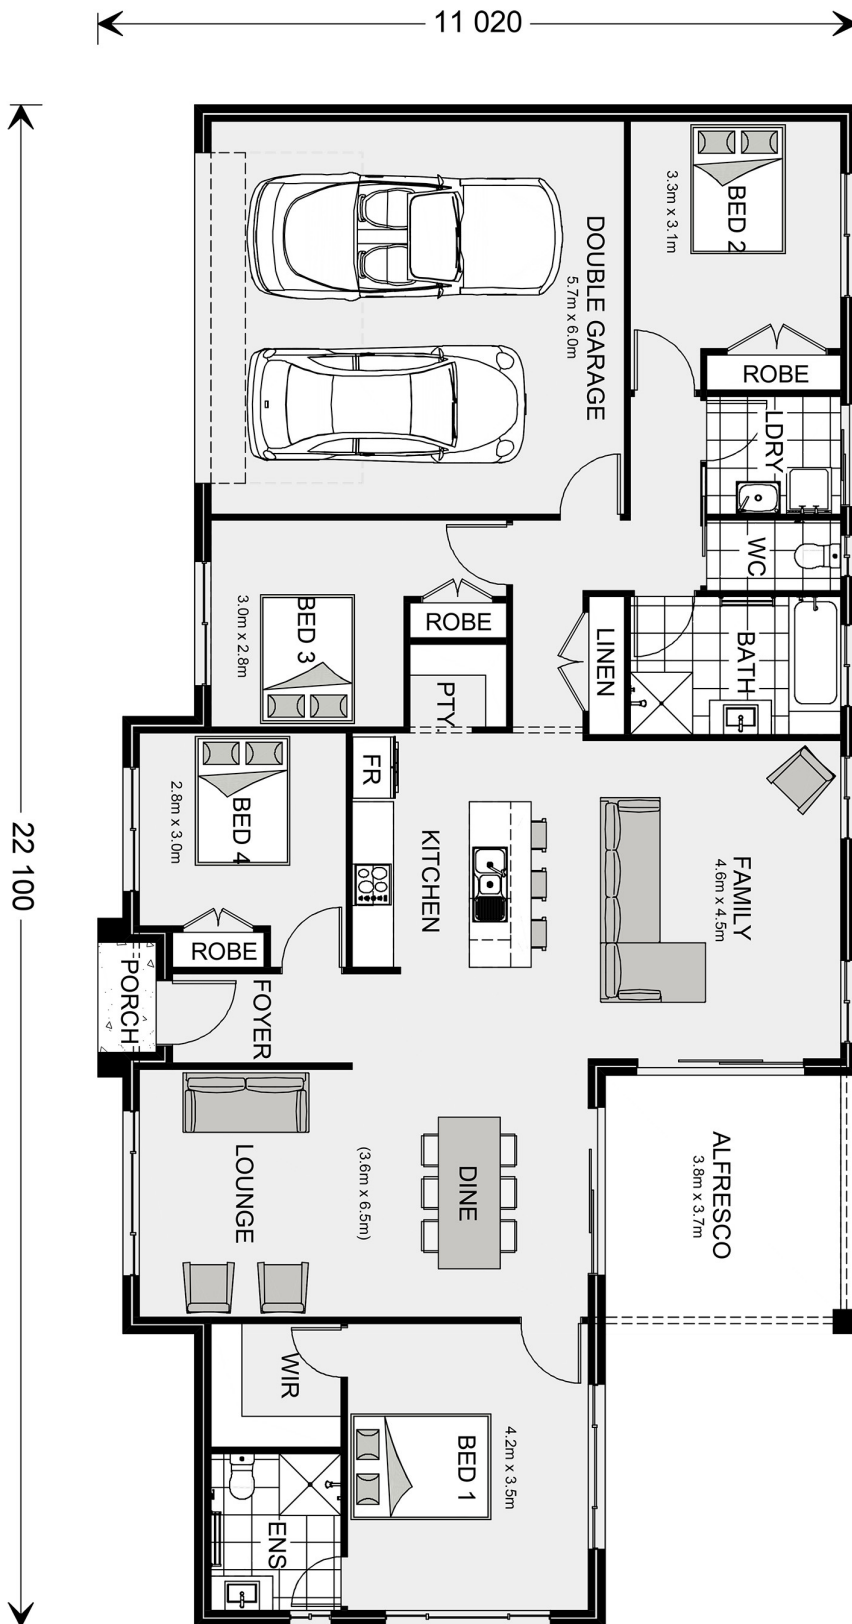 11 020
22 100
DOUBLE GARAGE
5.7m x 6.0m
BED 2
3.3m x 3.1m
ROBE
LDRY
WC
BED 3
3.0m x 2.8m
ROBE
LINEN
BATH
PTY
FR
BED 4
2.8m x 3.0m
KITCHEN
FAMILY
4.6m x 4.5m
ROBE
PORCH
FOYER
LOUNGE
(3.6m x 6.5m)
DINE
ALFRESCO
3.8m x 3.7m
WIR
BED 1
4.2m x 3.5m
ENS